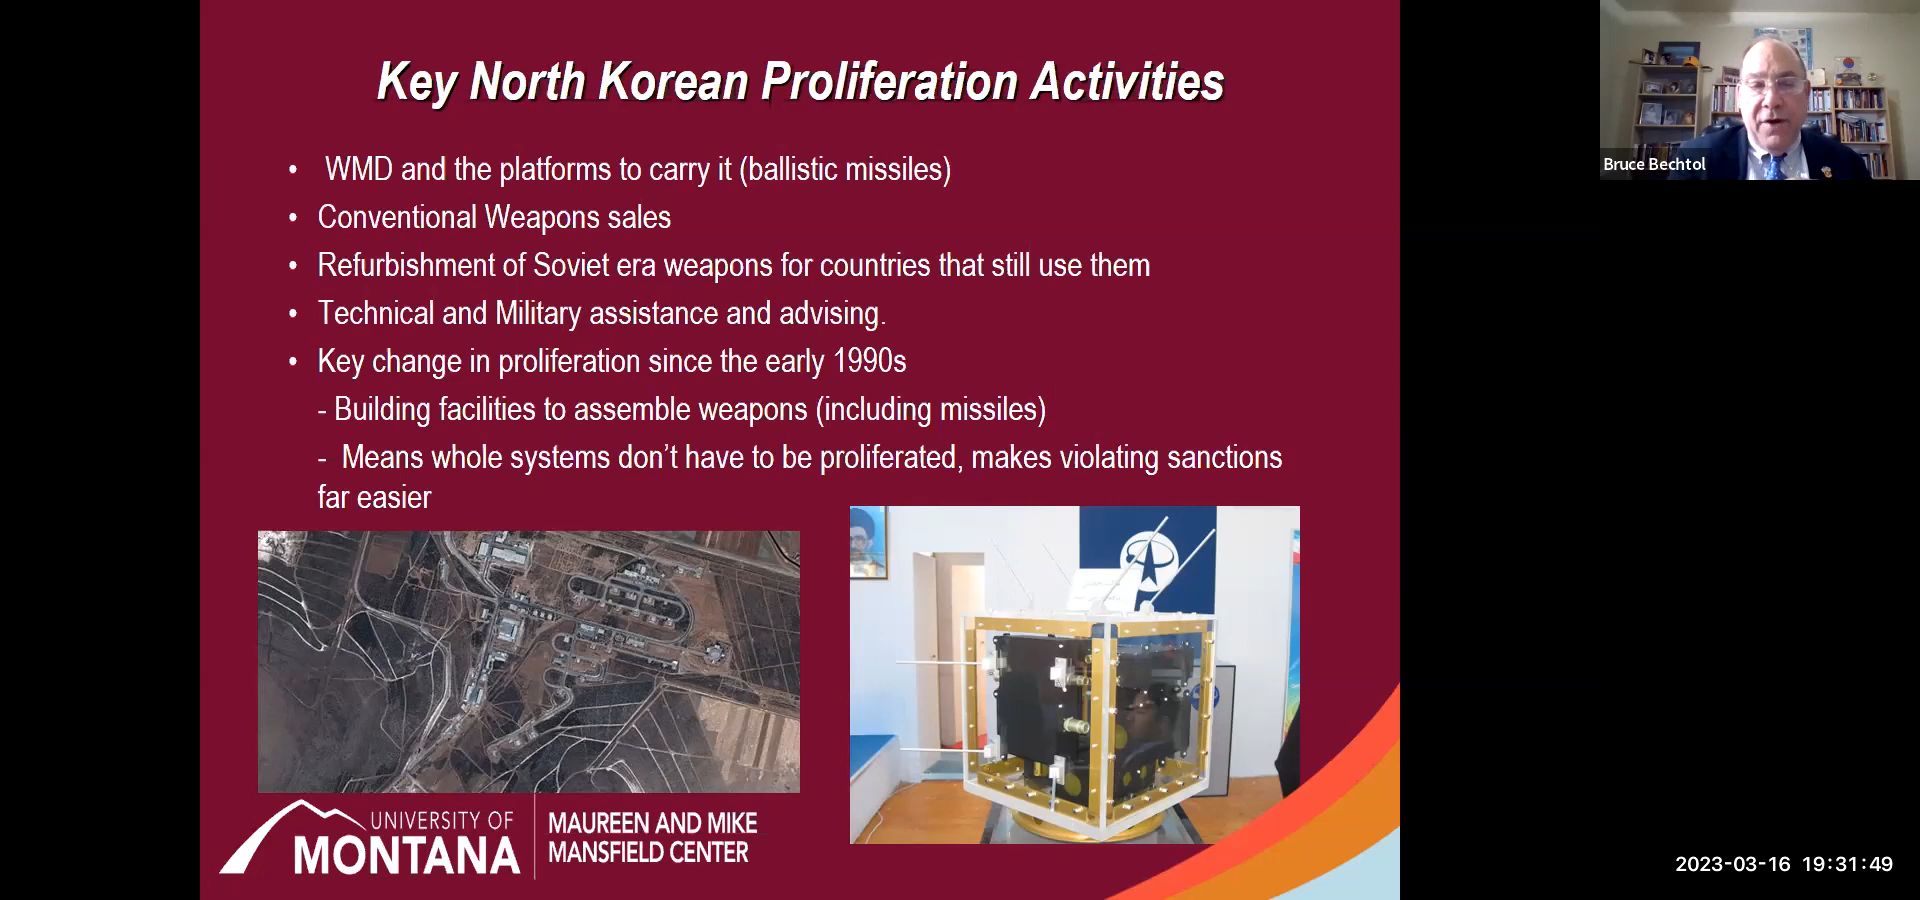 Key North Korean Proliferation Activities
• WMD and the platforms to carry it (ballistic missiles)
• Conventional Weapons sales
• Refurbishment of Soviet era weapons for countries that still use them
• Technical and Military assistance and advising.
• Key change in proliferation since the early 1990s
- Building facilities to assemble weapons (including missiles)
- Means whole systems don’t have to be proliferated, makes violating sanctions
far easier
UNIVERSITY OF
MONTANA
MAUREEN AND MIKE
MANSFIELD CENTER
Bruce Bechtol
2023-03-16 19:31:49